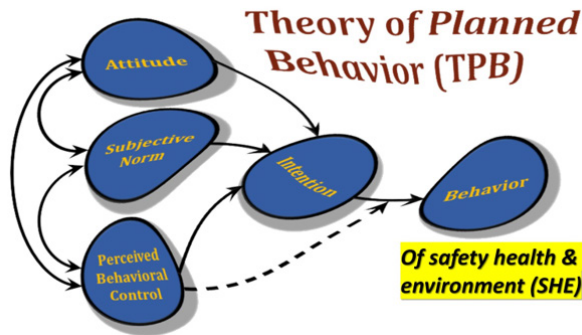 Theory of Planned
Behavior (TPB)
Attitude
Subjective
Norm
Intention
Behavior
Perceived
Behavioral
Control
Of safety health &
environment (SHE)